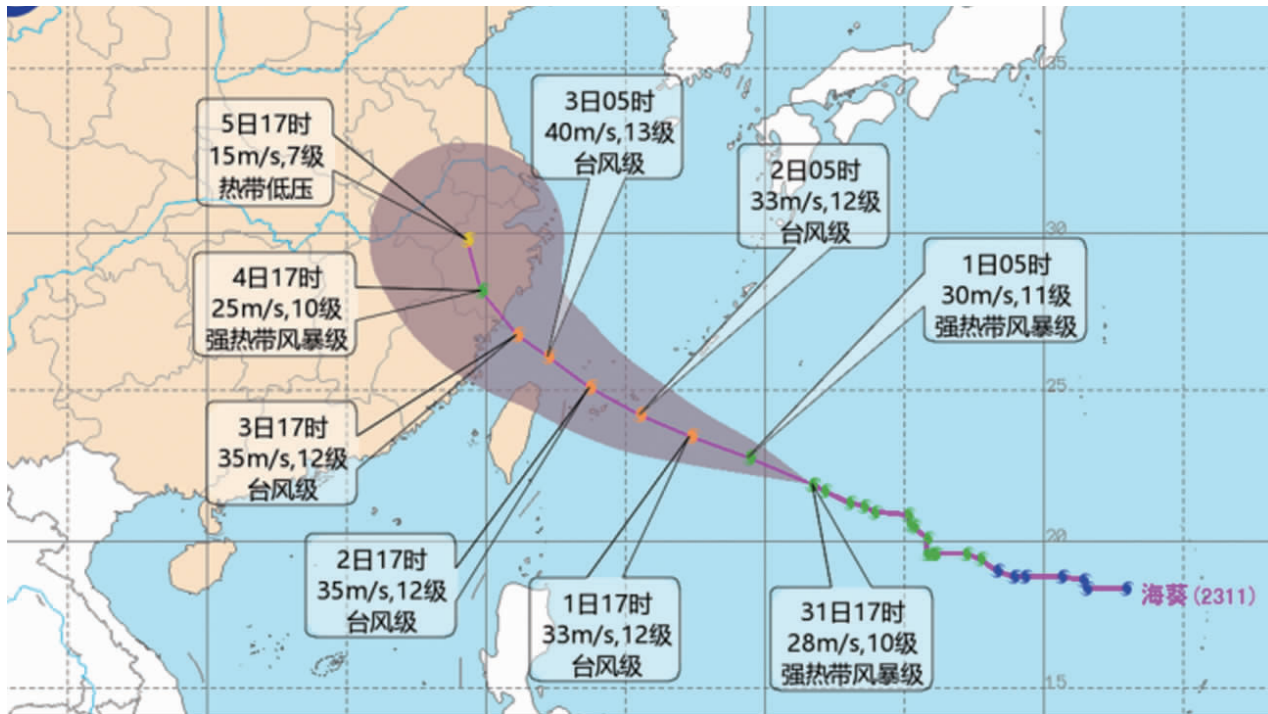 35
3日05时
40m/s,13级
台风级
5日17时
15m/s,7级
热带低压
2日05时
33m/s,12级
台风级
30
1日05时
30m/s,11级
强热带风暴级
4日17时
25m/s,10级
强热带风暴级
25
3日17时
35m/s,12级
台风级
20
2日17时
35m/s,12级
台风级
1日17时
33m/s,12级
台风级
31日17时
28m/s,10级
强热带风暴级
海葵(2311)
15